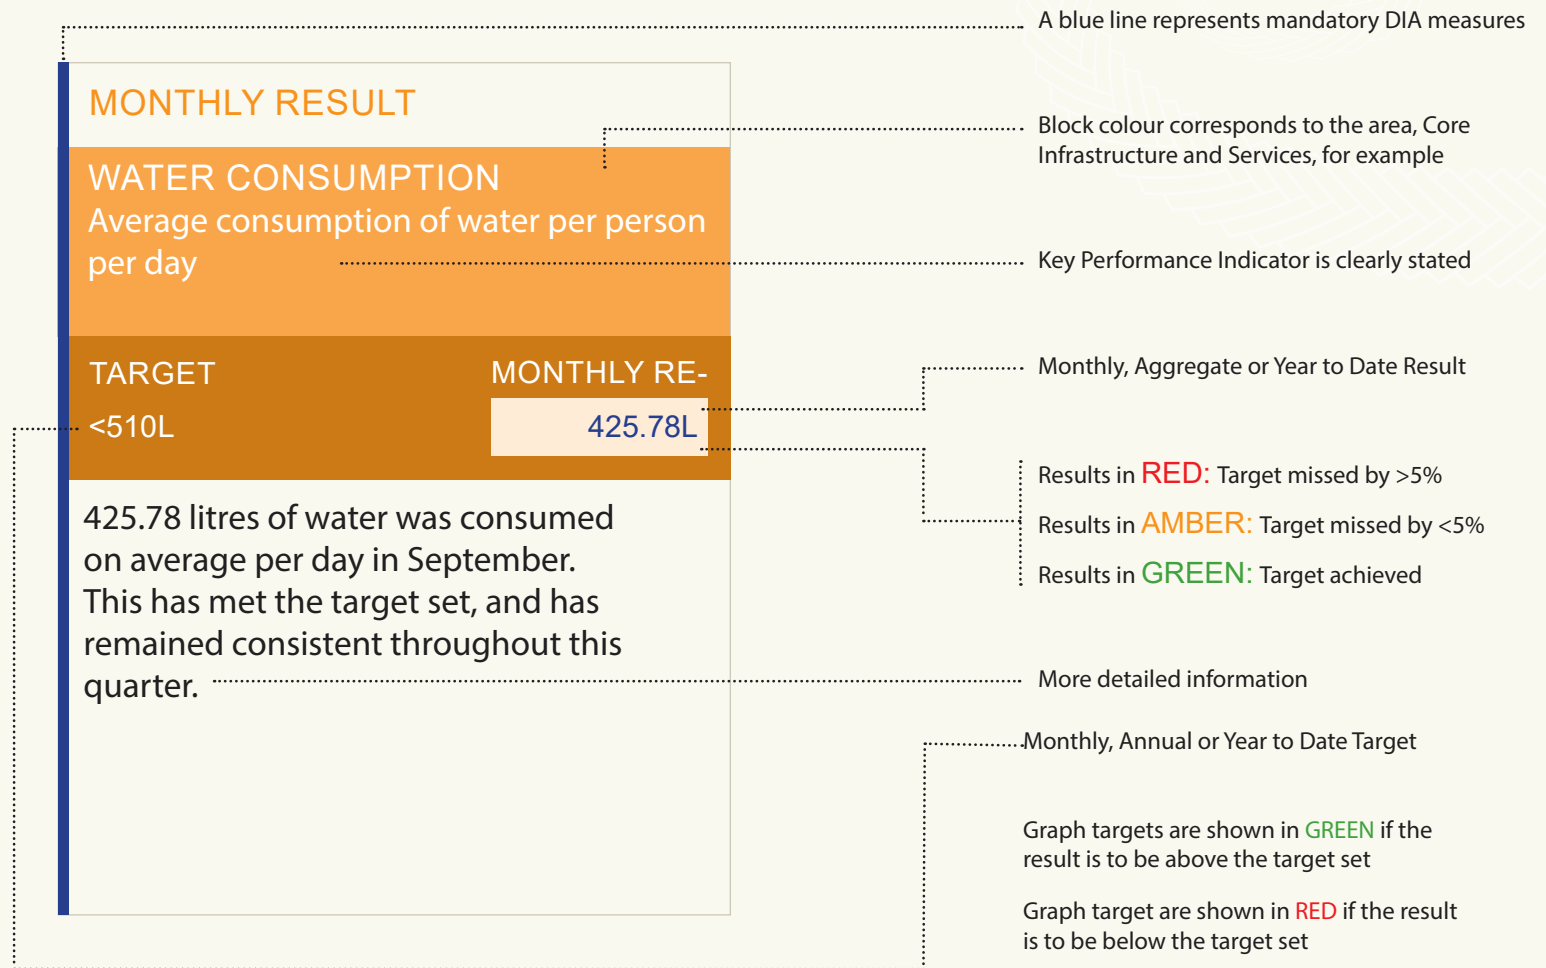 A blue line represents mandatory DIA measures
MONTHLY RESULT
WATER CONSUMPTION
Average consumption of water per person
per day
TARGET
MONTHLY RE-
<510L
425.78L
425.78 litres of water was consumed
on average per day in September.
This has met the target set, and has
remained consistent throughout this
quarter.
Block colour corresponds to the area, Core
Infrastructure and Services, for example
Key Performance Indicator is clearly stated
Monthly, Aggregate or Year to Date Result
Results in RED: Target missed by >5%
Results in AMBER: Target missed by <5%
Results in GREEN: Target achieved
More detailed information
Monthly, Annual or Year to Date Target
Graph targets are shown in GREEN if the
result is to be above the target set
Graph target are shown in RED if the result
is to be below the target set